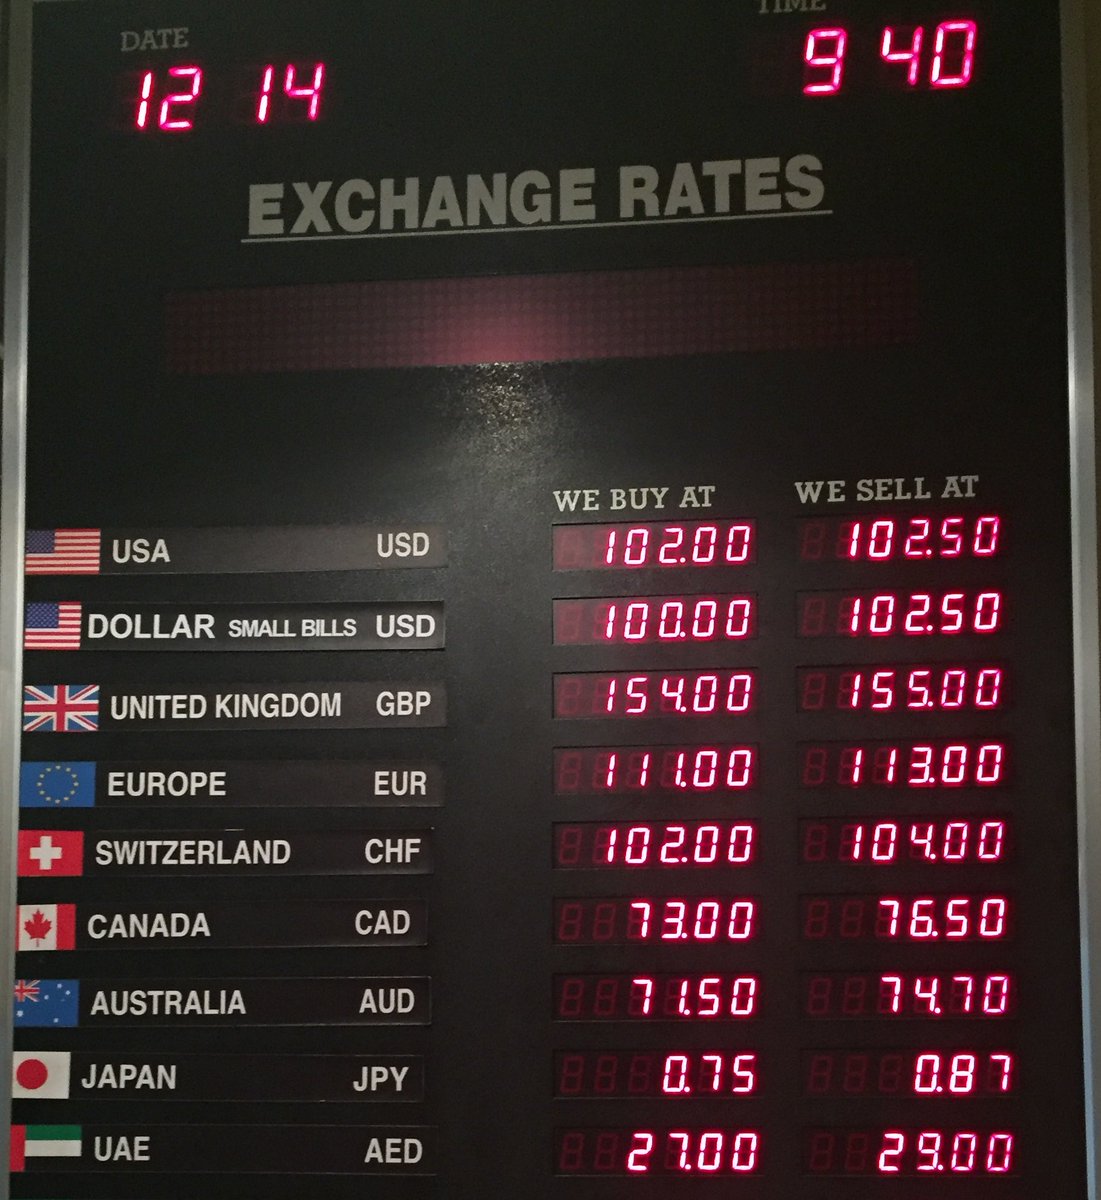 DATE TIME
12 14 9 40
EXCHANGE RATES
WE BUY AT WE SELL AT
USA USD 102.00 102.50
DOLLAR SMALL BILLS USD 100.00 102.50
UNITED KINGDOM GBP 154.00 155.00
EUROPE EUR 111.00 113.00
SWITZERLAND CHF 102.00 104.00
CANADA CAD 73.00 76.50
AUSTRALIA AUD 71.50 74.70
JAPAN JPY 0.75 0.87
UAE AED 27.00 29.00